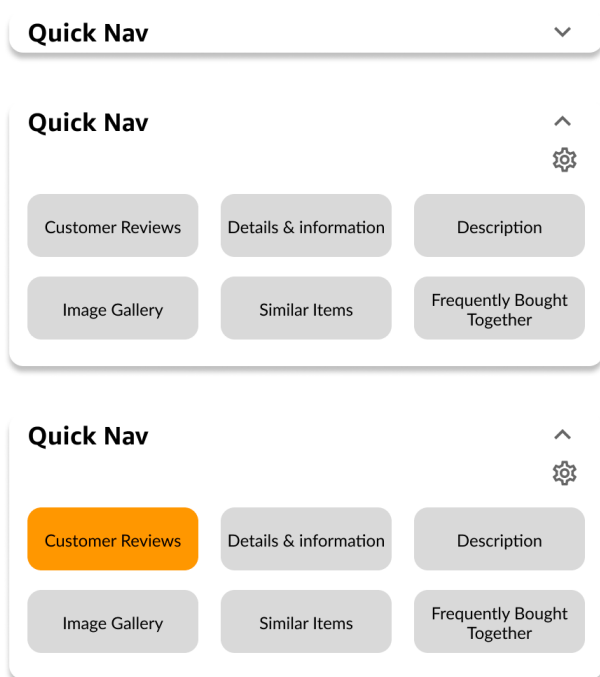 Quick Nav
Quick Nav
Customer Reviews
Details & information
Description
Image Gallery
Similar Items
Frequently Bought
Together
Quick Nav
Customer Reviews
Details & information
Description
Image Gallery
Similar Items
Frequently Bought
Together